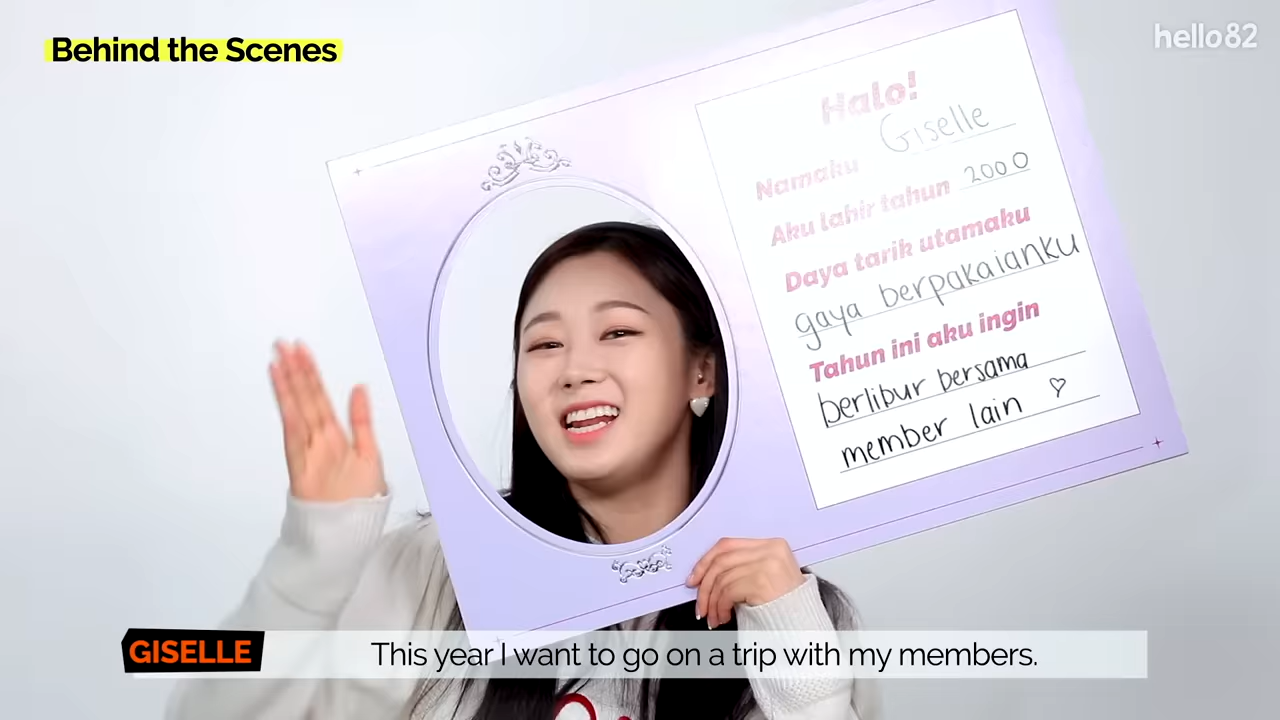 Behind the Scenes
hello82
Halo!
Namaku Giselle
Aku lahir tahun 2000
Daya tarik utamaku
gaya berpakaianku
Tahun ini aku ingin
berlibur bersama
member lain ♡
GISELLE
This year I want to go on a trip with my members.